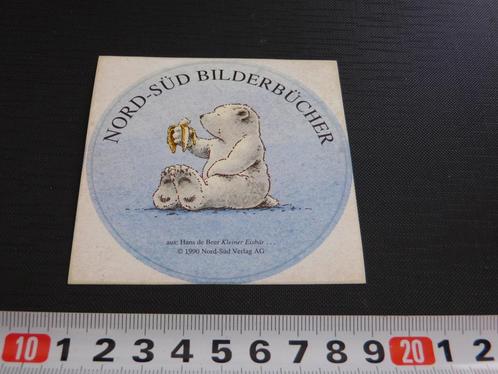 NORD-SÜD BILDERBÜCHER
aus: Hans de Beer Kleiner Eisbär . . .
© 1990 Nord-Süd Verlag AG
10 1 2 3 4 5 6 7 8 9 20 1 2